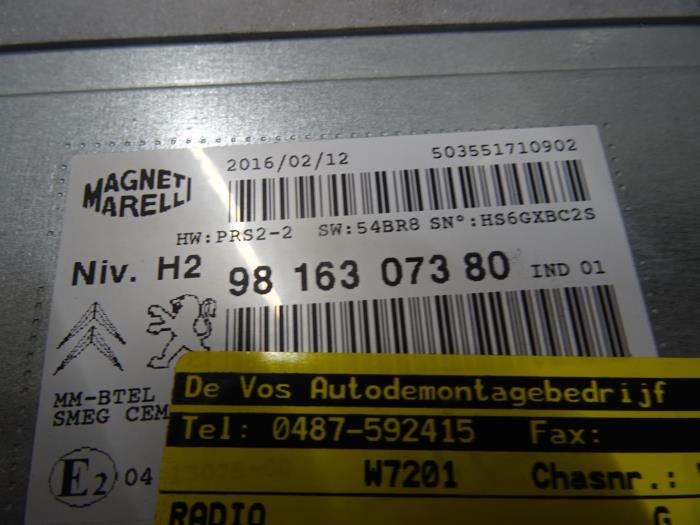 MAGNETI MARELLI
2016/02/12 503551710902
HW:PRS2-2 SW:54BR8 SN°:HS6GXBC2S
Niv. H2 98 163 073 80 IND 01
MM-BTEL
SMEG CEM
De Vos Autodemontagebedrijf
Tel: 0487-592415 Fax:
E2 04
W7201 Chasnr.:
RADIO G